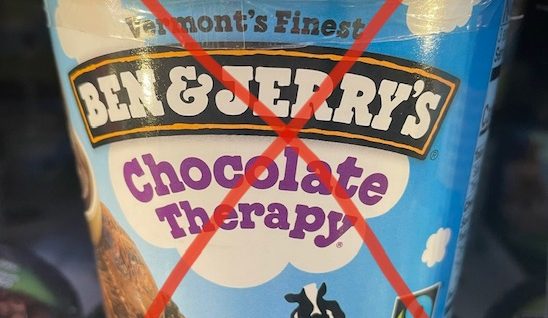 Vermont's Finest
BEN & JERRY'S
®
Chocolate
Therapy®